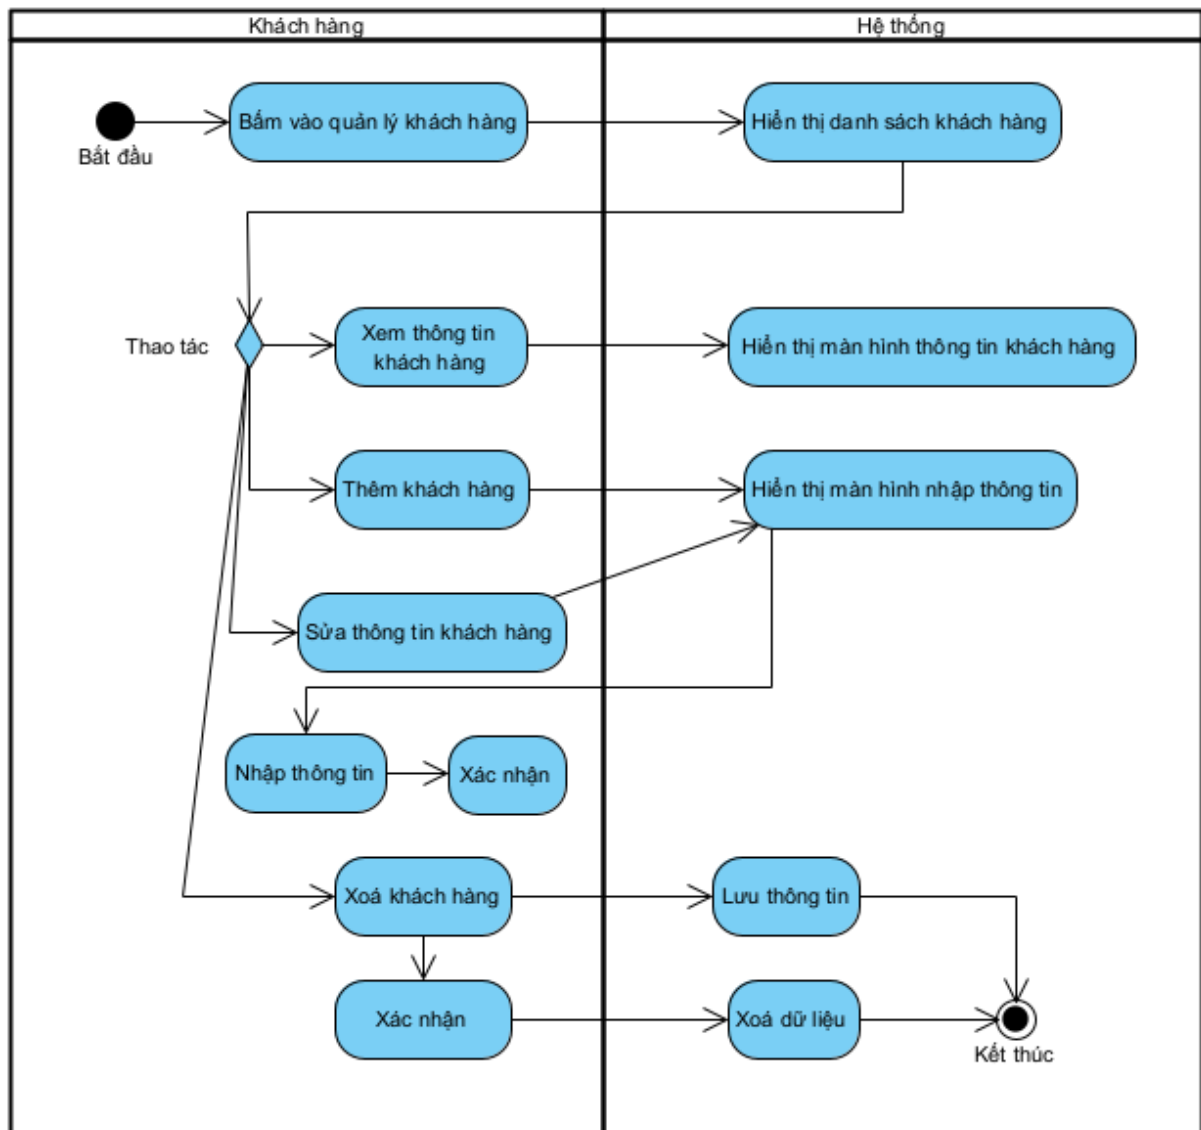 Khách hàng
Hệ thống
Bấm vào quản lý khách hàng
Hiển thị danh sách khách hàng
Bắt đầu
Thao tác
Xem thông tin
khách hàng
Hiển thị màn hình thông tin khách hàng
Thêm khách hàng
Hiển thị màn hình nhập thông tin
Sửa thông tin khách hàng
Nhập thông tin
Xác nhận
Xoá khách hàng
Lưu thông tin
Xác nhận
Xoá dữ liệu
Kết thúc